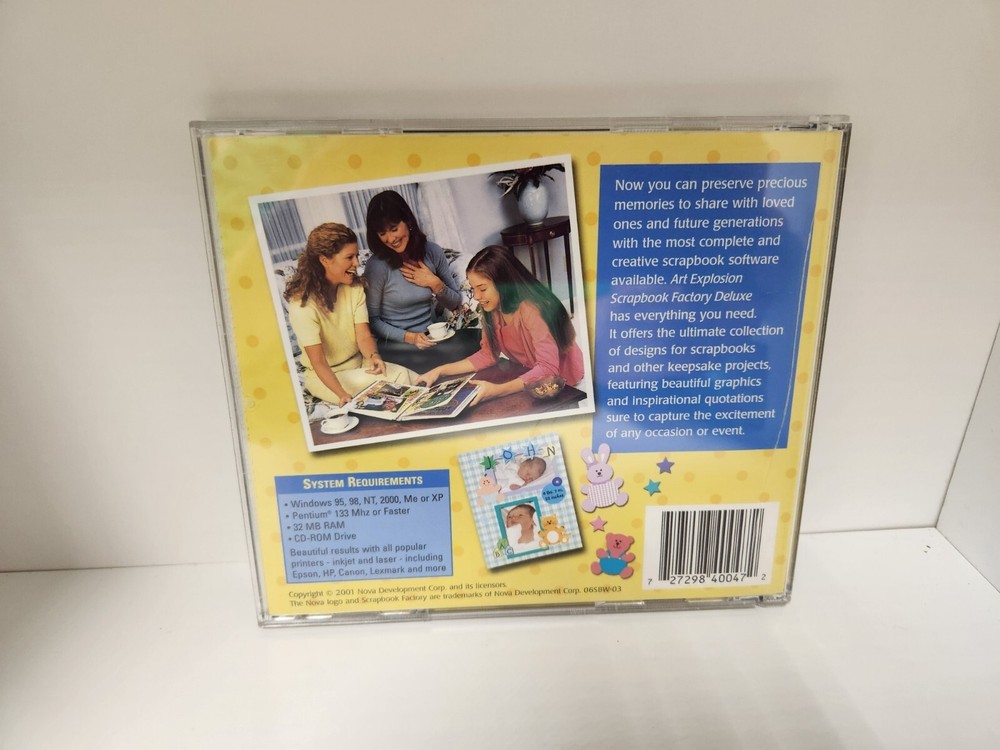 Now you can preserve precious
memories to share with loved
ones and future generations
with the most complete and
creative scrapbook software
available. Art Explosion
Scrapbook Factory Deluxe
has everything you need.
It offers the ultimate collection
of designs for scrapbooks
and other keepsake projects,
featuring beautiful graphics
and inspirational quotations
sure to capture the excitement
of any occasion or event.
JOHN
SYSTEM REQUIREMENTS
• Windows 95, 98, NT, 2000, Me or XP
• Pentium® 133 Mhz or Faster
• 32 MB RAM
• CD-ROM Drive
Beautiful results with all popular
printers - inkjet and laser - including
Epson, HP, Canon, Lexmark and more
Copyright © 2001 Nova Development Corp. and its licensors.
The Nova logo and Scrapbook Factory are trademarks of Nova Development Corp. 06SBW-03
7 27298 40047 2